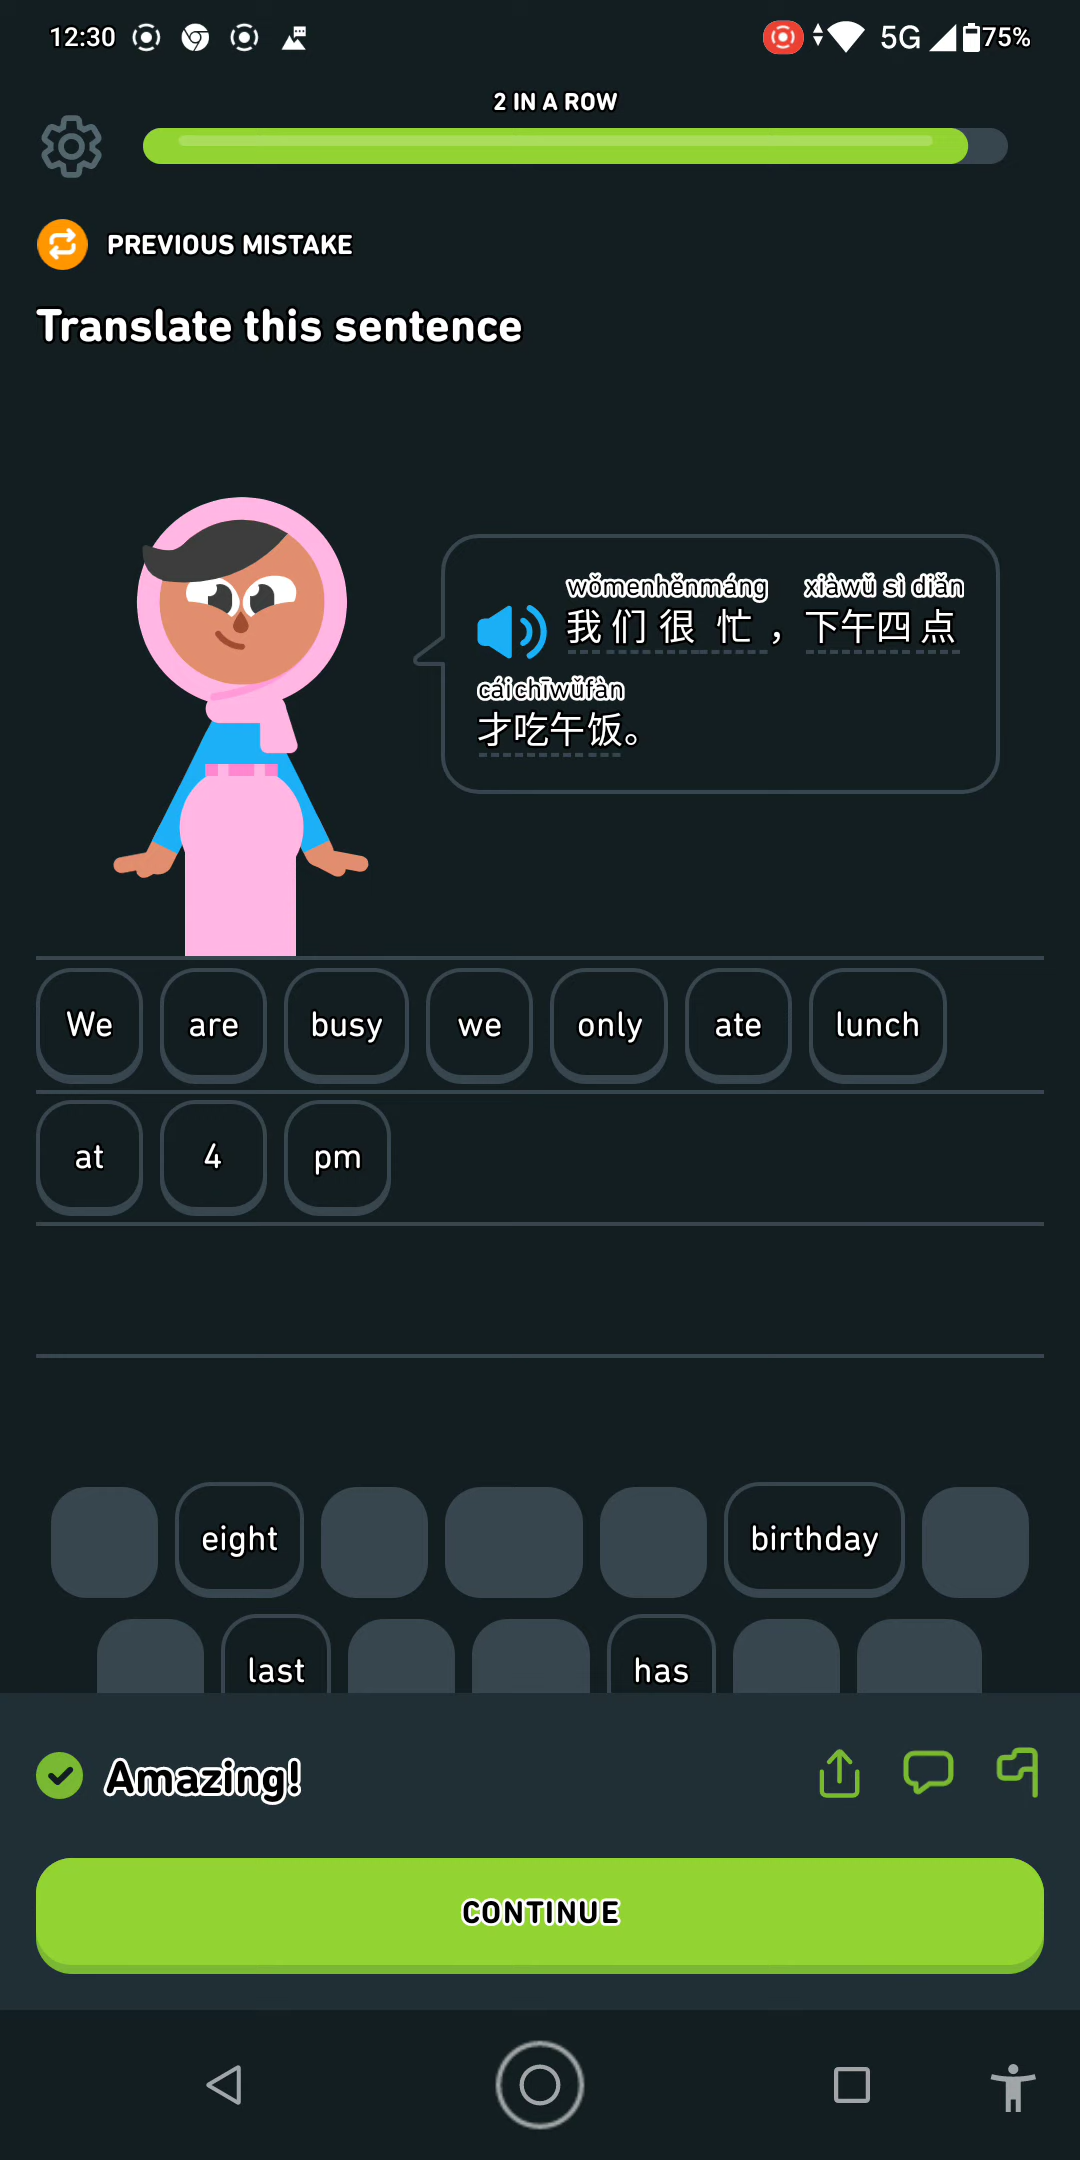 12:30 5G 75%
2 IN A ROW
PREVIOUS MISTAKE
Translate this sentence
wǒmenhěnmáng xiàwǔ sì diǎn
我们很忙，下午四点
cáichīwǔfàn
才吃午饭。
We are busy we only ate lunch
at 4 pm
eight birthday
last has
Amazing!
CONTINUE